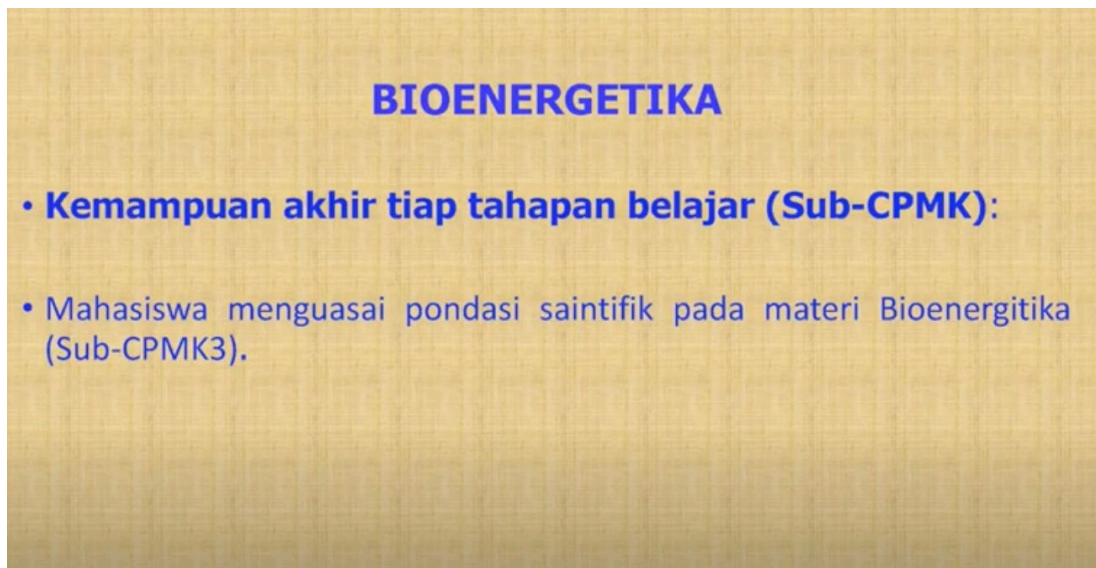 BIOENERGETIKA
• Kemampuan akhir tiap tahapan belajar (Sub-CPMK):
• Mahasiswa menguasai pondasi saintifik pada materi Bioenergitika
(Sub-CPMK3).